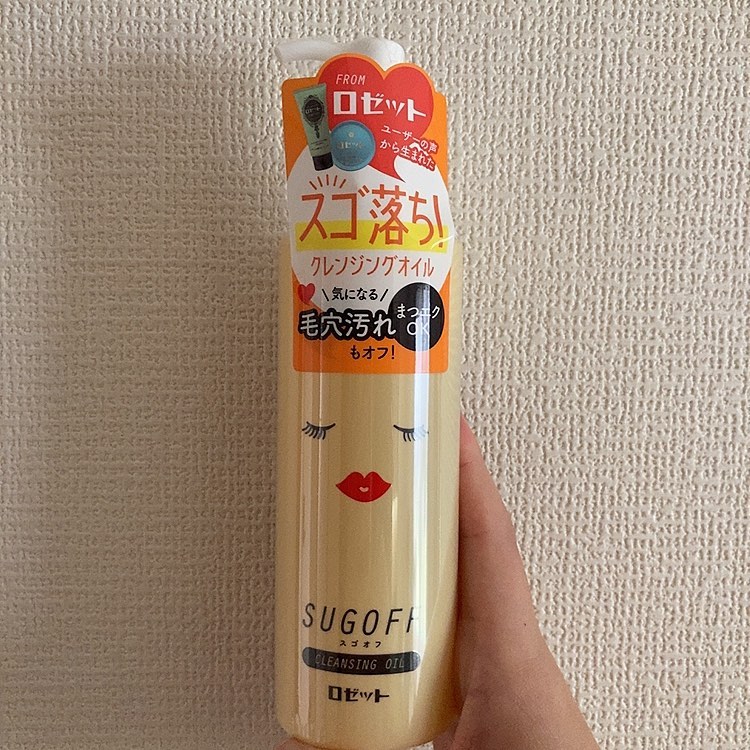 FROM
ロゼット
ユーザーの声
から生まれた
スゴ落ち!
クレンジングオイル
\気になる/
毛穴汚れ
まつエク
OK
もオフ!
SUGOFF
スゴオフ
CLEANSING OIL
ロゼット